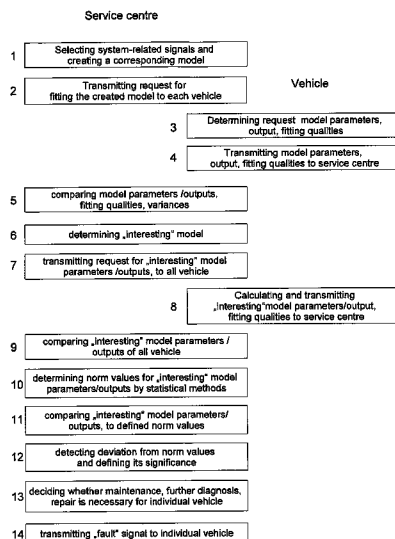 Service centre
1 Selecting system-related signals and
creating a corresponding model
2 Transmitting request for
fitting the created model to each vehicle
Vehicle
3 Determining request model parameters,
output, fitting qualities
4 Transmitting model parameters,
output, fitting qualities to service centre
5 comparing model parameters /outputs,
fitting qualities, variances
6 determining „interesting" model
7 transmitting request for „interesting" model
parameters /outputs, to all vehicle
8 Calculating and transmitting
„interesting"model parameters/output,
fitting qualities to service centre
9 comparing „interesting" model parameters /
outputs of all vehicle
10 determining norm values for „interesting" model
parameters/outputs by statistical methods
11 comparing „interesting" model parameters/
outputs, to defined norm values
12 detecting deviation from norm values
and defining its significance
13 deciding whether maintenance, further diagnosis,
repair is necessary for individual vehicle
14 transmitting „fault" signal to individual vehicle